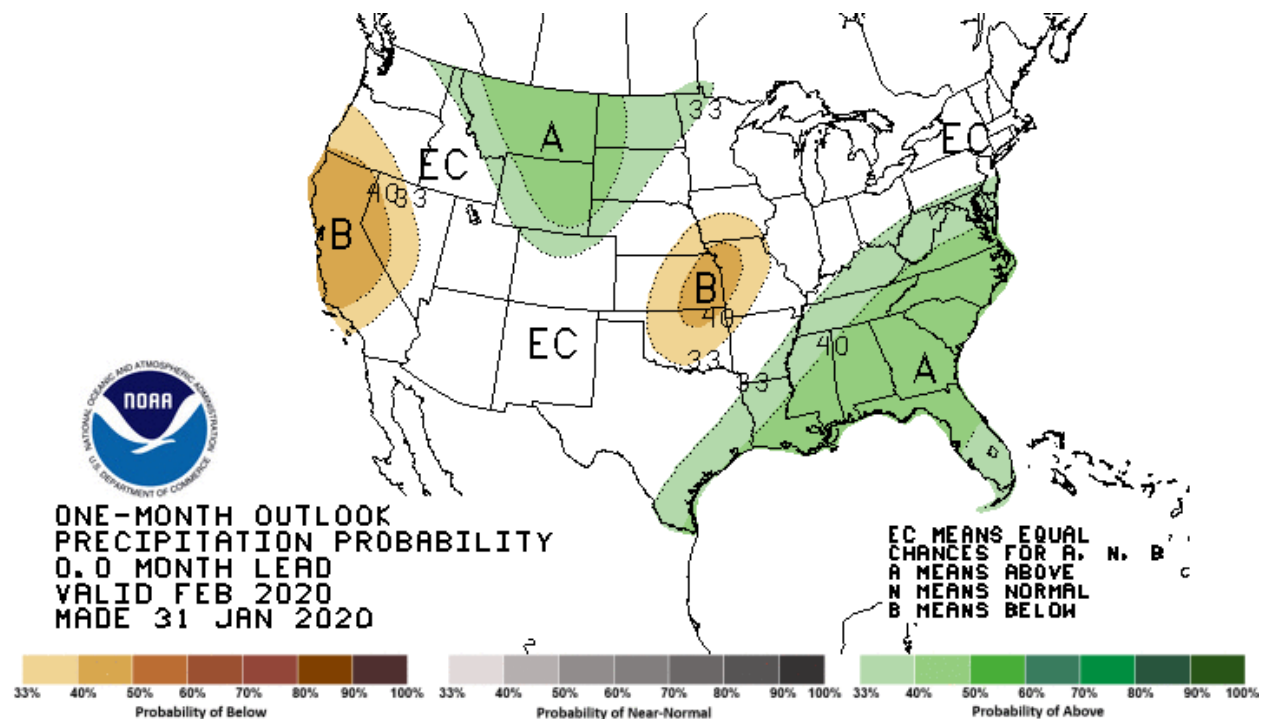 33
A
EC
EC
40
33
B
B
40
EC
33
33
40
A
NATIONAL OCEANIC AND ATMOSPHERIC ADMINISTRATION
NOAA
U.S. DEPARTMENT OF COMMERCE
ONE-MONTH OUTLOOK
PRECIPITATION PROBABILITY
0.0 MONTH LEAD
VALID FEB 2020
MADE 31 JAN 2020
EC MEANS EQUAL
CHANCES FOR A, N, B
A MEANS ABOVE
N MEANS NORMAL
B MEANS BELOW
33% 40% 50% 60% 70% 80% 90% 100%
Probability of Below
33% 40% 50% 60% 70% 80% 90% 100%
Probability of Near-Normal
33% 40% 50% 60% 70% 80% 90% 100%
Probability of Above